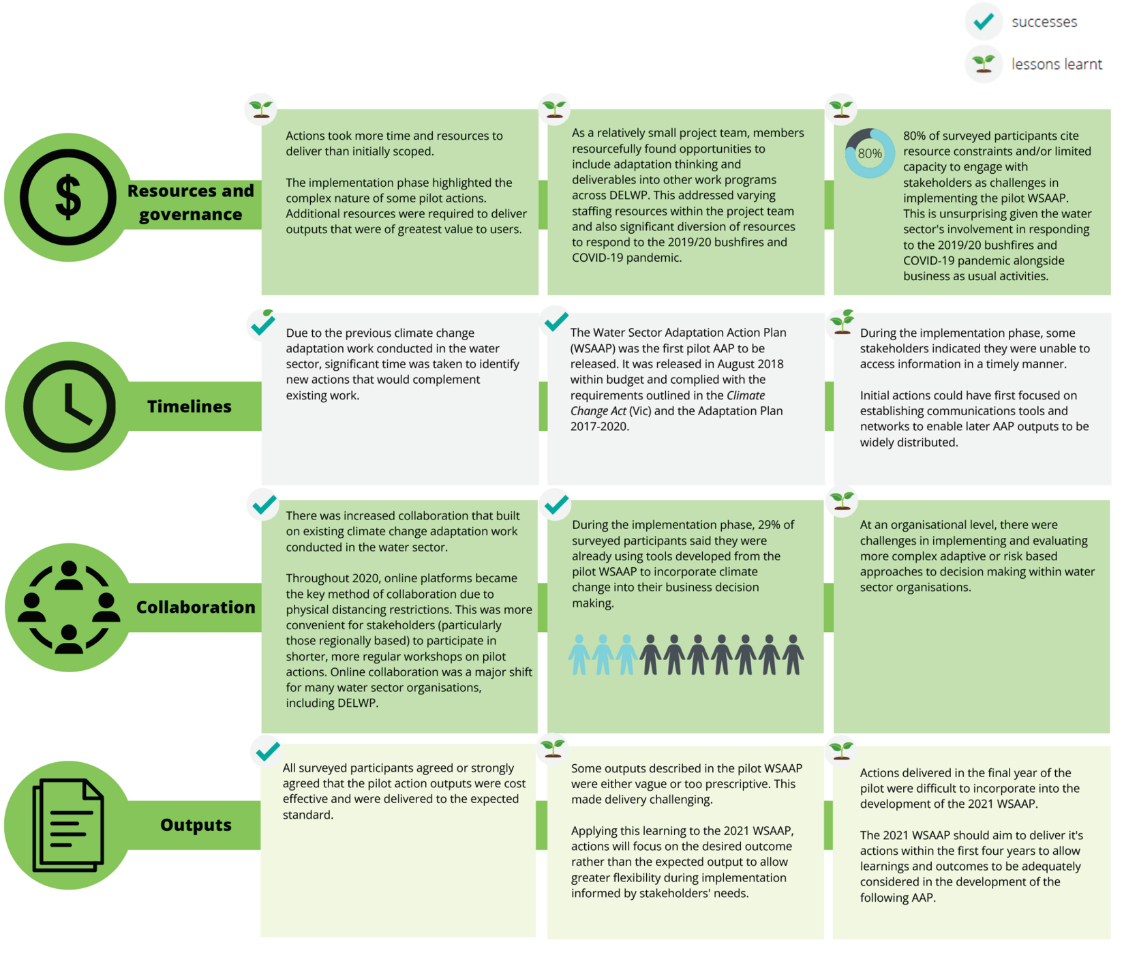 successes
lessons learnt
Resources and
governance
Actions took more time and resources to
deliver than initially scoped.
The implementation phase highlighted the
complex nature of some pilot actions.
Additional resources were required to deliver
outputs that were of greatest value to users.
As a relatively small project team, members
resourcefully found opportunities to
include adaptation thinking and
deliverables into other work programs
across DELWP. This addressed varying
staffing resources within the project team
and also significant diversion of resources
to respond to the 2019/20 bushfires and
COVID-19 pandemic.
80%
80% of surveyed participants cite
resource constraints and/or limited
capacity to engage with
stakeholders as challenges in
implementing the pilot WSAAP.
This is unsurprising given the water
sector's involvement in responding
to the 2019/20 bushfires and
COVID-19 pandemic alongside
business as usual activities.
Timelines
Due to the previous climate change
adaptation work conducted in the water
sector, significant time was taken to identify
new actions that would complement
existing work.
The Water Sector Adaptation Action Plan
(WSAAP) was the first pilot AAP to be
released. It was released in August 2018
within budget and complied with the
requirements outlined in the Climate
Change Act (Vic) and the Adaptation Plan
2017-2020.
During the implementation phase, some
stakeholders indicated they were unable to
access information in a timely manner.
Initial actions could have first focused on
establishing communications tools and
networks to enable later AAP outputs to be
widely distributed.
Collaboration
There was increased collaboration that built
on existing climate change adaptation work
conducted in the water sector.
Throughout 2020, online platforms became
the key method of collaboration due to
physical distancing restrictions. This was more
convenient for stakeholders (particularly
those regionally based) to participate in
shorter, more regular workshops on pilot
actions. Online collaboration was a major shift
for many water sector organisations,
including DELWP.
During the implementation phase, 29% of
surveyed participants said they were
already using tools developed from the
pilot WSAAP to incorporate climate
change into their business decision
making.
At an organisational level, there were
challenges in implementing and evaluating
more complex adaptive or risk based
approaches to decision making within water
sector organisations.
Outputs
All surveyed participants agreed or strongly
agreed that the pilot action outputs were cost
effective and were delivered to the expected
standard.
Some outputs described in the pilot WSAAP
were either vague or too prescriptive. This
made delivery challenging.
Applying this learning to the 2021 WSAAP,
actions will focus on the desired outcome
rather than the expected output to allow
greater flexibility during implementation
informed by stakeholders' needs.
Actions delivered in the final year of the
pilot were difficult to incorporate into the
development of the 2021 WSAAP.
The 2021 WSAAP should aim to deliver it's
actions within the first four years to allow
learnings and outcomes to be adequately
considered in the development of the
following AAP.